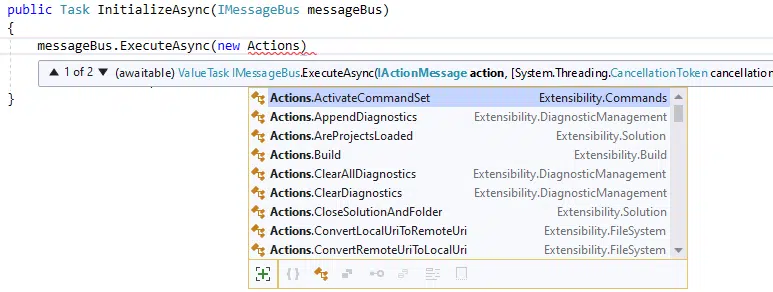 public Task InitializeAsync(IMessageBus messageBus)
{
messageBus.ExecuteAsync(new Actions)
▲ 1 of 2 ▼ (awaitable) ValueTask IMessageBus.ExecuteAsync(IActionMessage action, [System.Threading.CancellationToken cancellation
}
Actions.ActivateCommandSet Extensibility.Commands
Actions.AppendDiagnostics Extensibility.DiagnosticManagement
Actions.AreProjectsLoaded Extensibility.Solution
Actions.Build Extensibility.Build
Actions.ClearAllDiagnostics Extensibility.DiagnosticManagement
Actions.ClearDiagnostics Extensibility.DiagnosticManagement
Actions.CloseSolutionAndFolder Extensibility.Solution
Actions.ConvertLocalUriToRemoteUri Extensibility.FileSystem
Actions.ConvertRemoteUriToLocalUri Extensibility.FileSystem